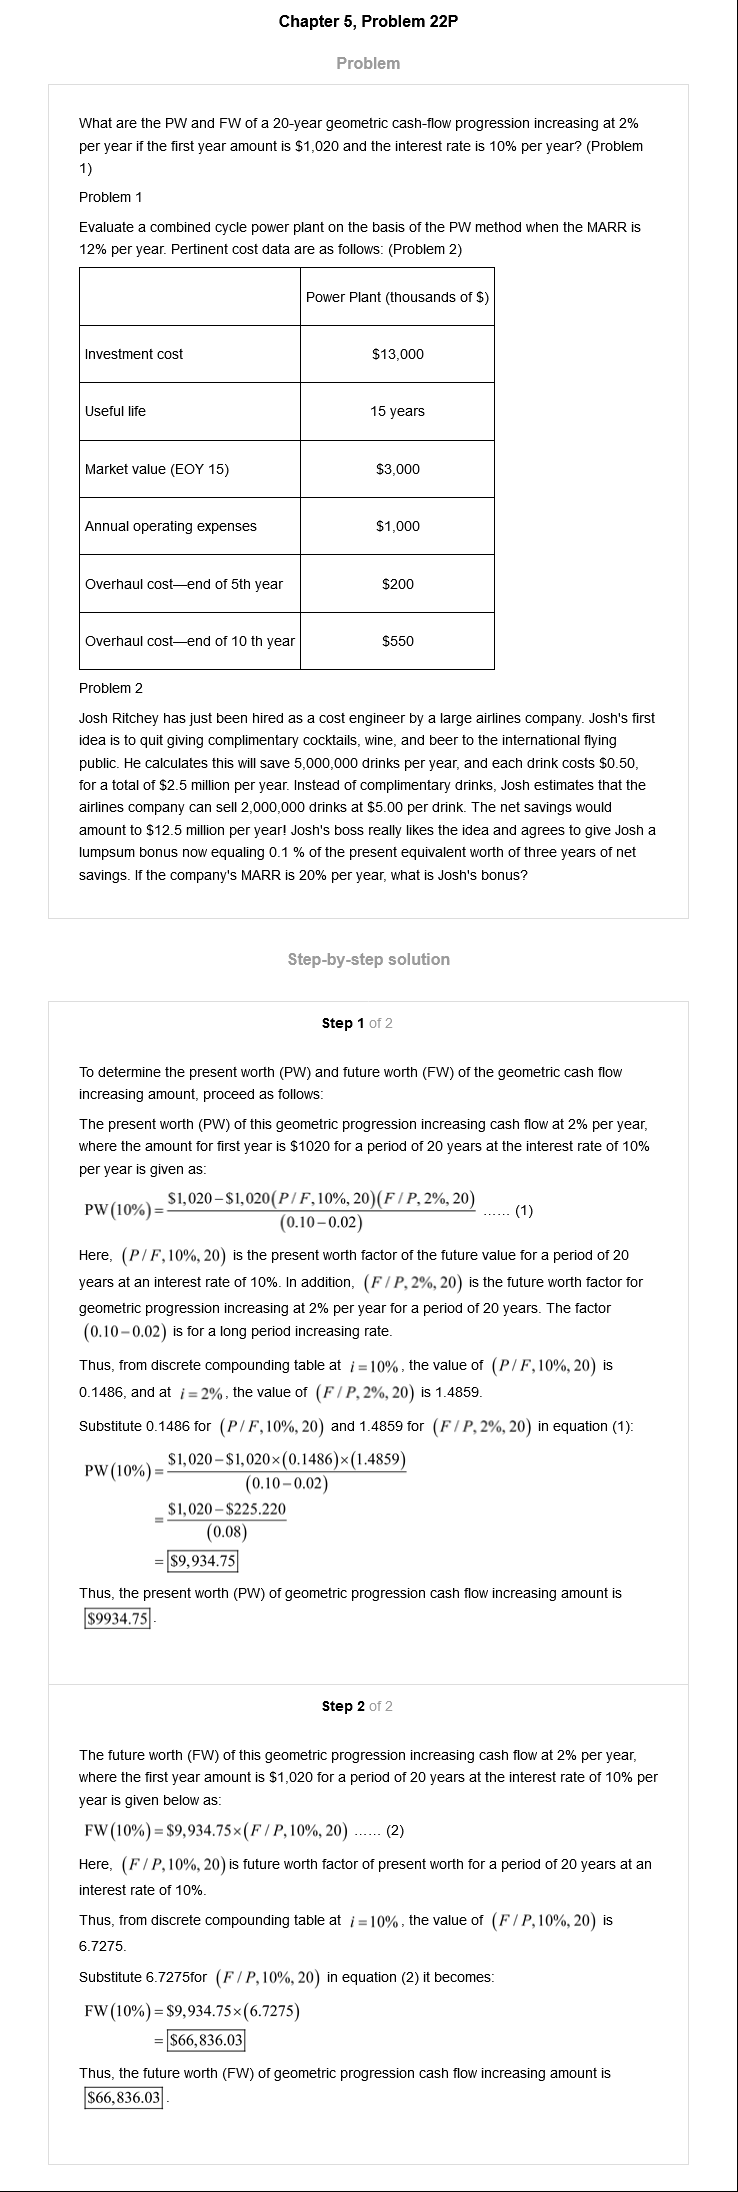 Chapter 5, Problem 22P
Problem
What are the PW and FW of a 20-year geometric cash-flow progression increasing at 2%
per year if the first year amount is $1,020 and the interest rate is 10% per year? (Problem
1)
Problem 1
Evaluate a combined cycle power plant on the basis of the PW method when the MARR is
12% per year. Pertinent cost data are as follows: (Problem 2)
Power Plant (thousands of $)
Investment cost $13,000
Useful life 15 years
Market value (EOY 15) $3,000
Annual operating expenses $1,000
Overhaul cost—end of 5th year $200
Overhaul cost—end of 10 th year $550
Problem 2
Josh Ritchey has just been hired as a cost engineer by a large airlines company. Josh's first
idea is to quit giving complimentary cocktails, wine, and beer to the international flying
public. He calculates this will save 5,000,000 drinks per year, and each drink costs $0.50,
for a total of $2.5 million per year. Instead of complimentary drinks, Josh estimates that the
airlines company can sell 2,000,000 drinks at $5.00 per drink. The net savings would
amount to $12.5 million per year! Josh's boss really likes the idea and agrees to give Josh a
lumpsum bonus now equaling 0.1 % of the present equivalent worth of three years of net
savings. If the company's MARR is 20% per year, what is Josh's bonus?
Step-by-step solution
Step 1 of 2
To determine the present worth (PW) and future worth (FW) of the geometric cash flow
increasing amount, proceed as follows:
The present worth (PW) of this geometric progression increasing cash flow at 2% per year,
where the amount for first year is $1020 for a period of 20 years at the interest rate of 10%
per year is given as:
PW(10%) = $1,020 – $1,020(P / F, 10%, 20)(F / P, 2%, 20) / (0.10 – 0.02) ...... (1)
Here, (P / F, 10%, 20) is the present worth factor of the future value for a period of 20
years at an interest rate of 10%. In addition, (F / P, 2%, 20) is the future worth factor for
geometric progression increasing at 2% per year for a period of 20 years. The factor
(0.10 – 0.02) is for a long period increasing rate.
Thus, from discrete compounding table at i = 10%, the value of (P / F, 10%, 20) is
0.1486, and at i = 2%, the value of (F / P, 2%, 20) is 1.4859.
Substitute 0.1486 for (P / F, 10%, 20) and 1.4859 for (F / P, 2%, 20) in equation (1):
PW(10%) = $1,020 – $1,020×(0.1486)×(1.4859) / (0.10 – 0.02)
= $1,020 – $225.220 / (0.08)
= $9,934.75
Thus, the present worth (PW) of geometric progression cash flow increasing amount is
$9934.75.
Step 2 of 2
The future worth (FW) of this geometric progression increasing cash flow at 2% per year,
where the first year amount is $1,020 for a period of 20 years at the interest rate of 10% per
year is given below as:
FW(10%) = $9,934.75×(F / P, 10%, 20) ...... (2)
Here, (F / P, 10%, 20) is future worth factor of present worth for a period of 20 years at an
interest rate of 10%.
Thus, from discrete compounding table at i = 10%, the value of (F / P, 10%, 20) is
6.7275.
Substitute 6.7275for (F / P, 10%, 20) in equation (2) it becomes:
FW(10%) = $9,934.75×(6.7275)
= $66,836.03
Thus, the future worth (FW) of geometric progression cash flow increasing amount is
$66,836.03.